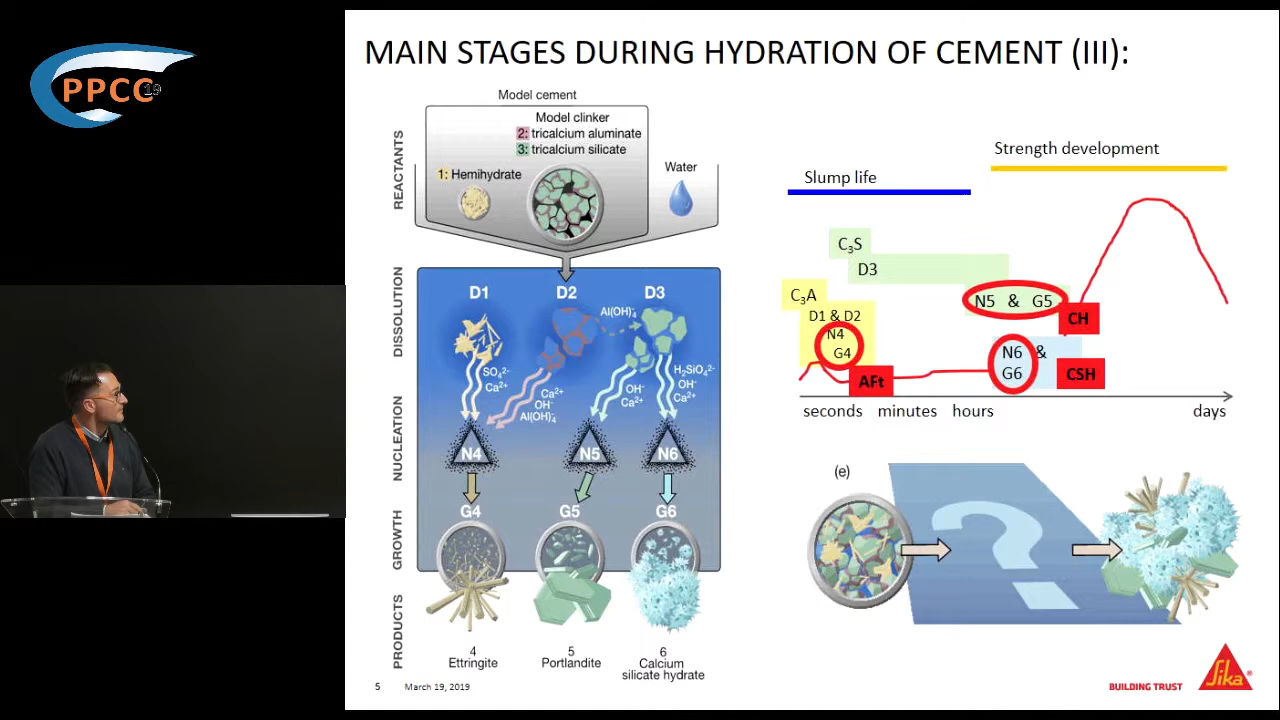 PPCC 19
MAIN STAGES DURING HYDRATION OF CEMENT (III):
Model cement
Model clinker
2: tricalcium aluminate
3: tricalcium silicate
1: Hemihydrate
Water
REACTANTS
DISSOLUTION
NUCLEATION
GROWTH
PRODUCTS
D1
D2
D3
Al(OH)₄⁻
SO₄²⁻
Ca²⁺
Ca²⁺
OH⁻
Al(OH)₄⁻
OH⁻
Ca²⁺
H₂SiO₄²⁻
OH⁻
Ca²⁺
N4
N5
N6
G4
G5
G6
4
Ettringite
5
Portlandite
6
Calcium
silicate hydrate
Slump life
Strength development
C₃S
D3
C₃A
D1 & D2
N4
G4
AFt
N5 & G5
CH
N6 &
G6
CSH
seconds minutes hours days
(e)
?
5 March 19, 2019
BUILDING TRUST
Sika®